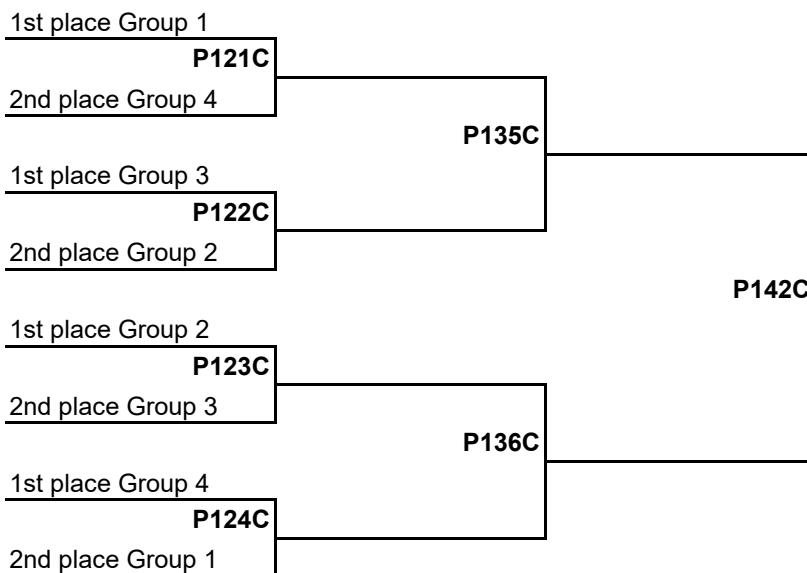 1st place Group 1
P121C
2nd place Group 4
P135C
1st place Group 3
P122C
2nd place Group 2
P142C
1st place Group 2
P123C
2nd place Group 3
P136C
1st place Group 4
P124C
2nd place Group 1